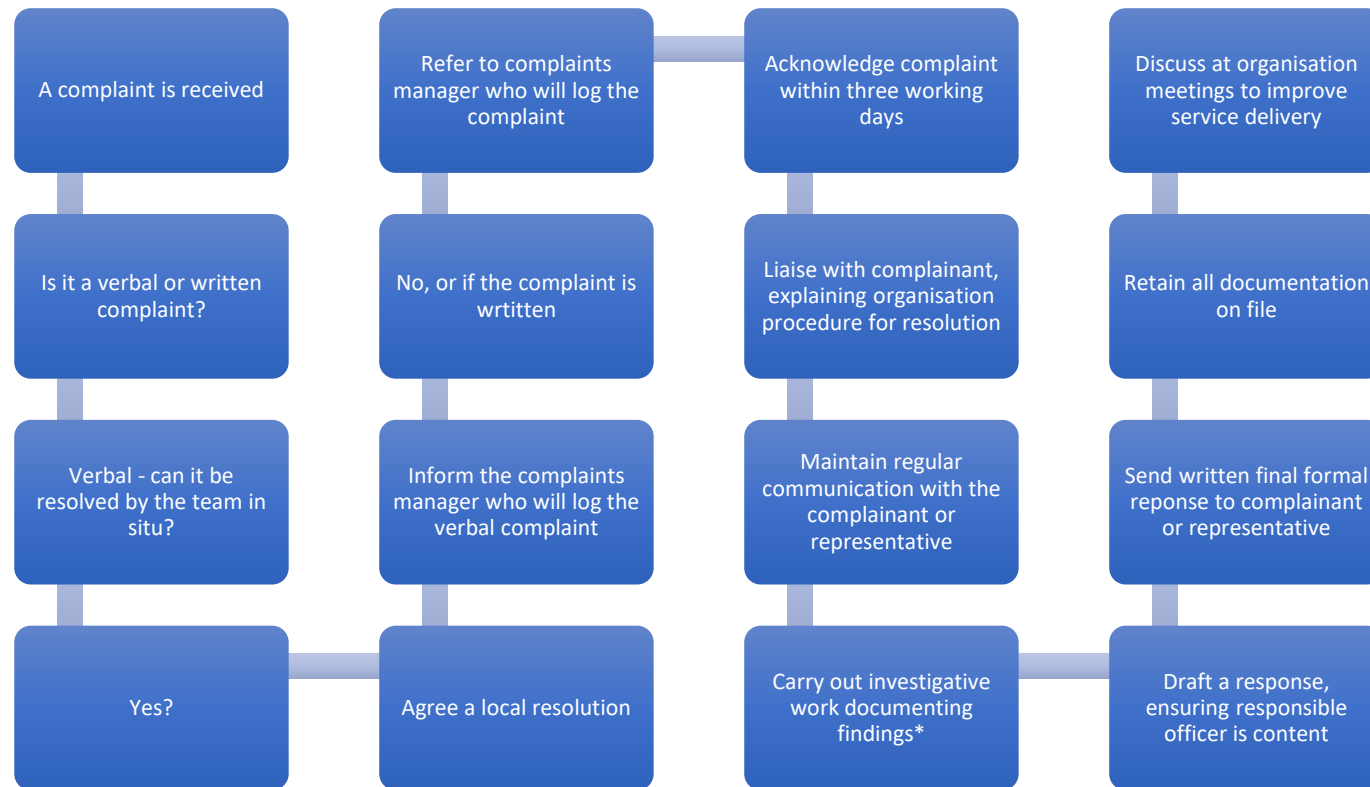 A complaint is received
Is it a verbal or written
complaint?
Verbal - can it be
resolved by the team in
situ?
Yes?
Agree a local resolution
Inform the complaints
manager who will log the
verbal complaint
No, or if the complaint is
wrtitten
Refer to complaints
manager who will log the
complaint
Acknowledge complaint
within three working
days
Liaise with complainant,
explaining organisation
procedure for resolution
Maintain regular
communication with the
complainant or
representative
Carry out investigative
work documenting
findings*
Draft a response,
ensuring responsible
officer is content
Send written final formal
reponse to complainant
or representative
Retain all documentation
on file
Discuss at organisation
meetings to improve
service delivery